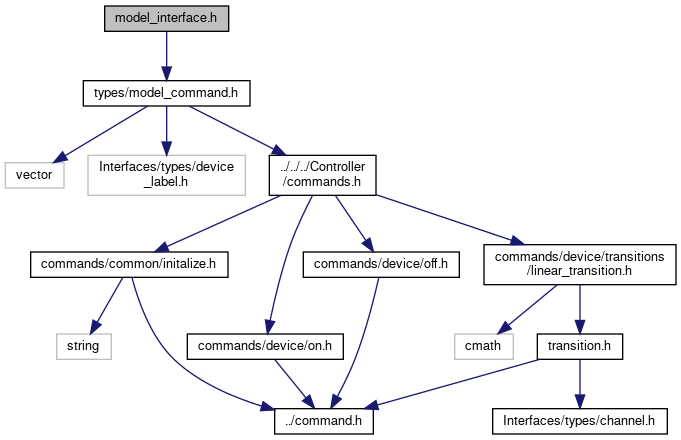 model_interface.h
types/model_command.h
vector
Interfaces/types/device
_label.h
../../../Controller
/commands.h
commands/common/initalize.h
commands/device/off.h
commands/device/transitions
/linear_transition.h
string
commands/device/on.h
cmath
transition.h
../command.h
Interfaces/types/channel.h